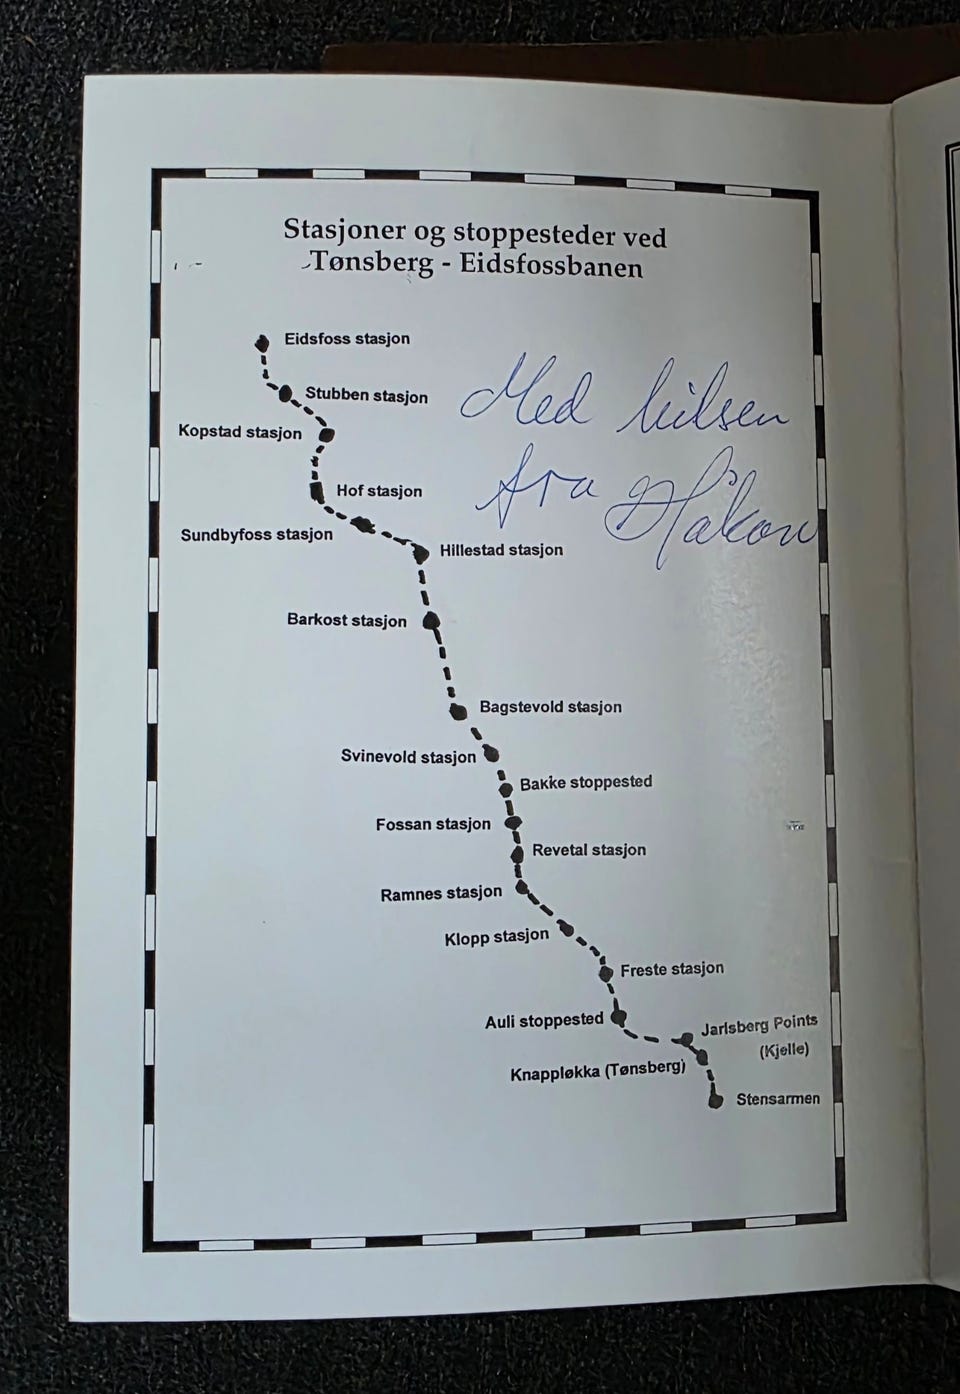 Stasjoner og stoppesteder ved
Tønsberg - Eidsfossbanen
Eidsfoss stasjon
Stubben stasjon
Kopstad stasjon
Med hilsen
fra Håkon
Hof stasjon
Sundbyfoss stasjon
Hillestad stasjon
Barkost stasjon
Bagstevold stasjon
Svinevold stasjon
Bakke stoppested
Fossan stasjon
Revetal stasjon
Ramnes stasjon
Klopp stasjon
Freste stasjon
Auli stoppested
Jarlsberg Points
(Kjelle)
Knappløkka (Tønsberg)
Stensarmen